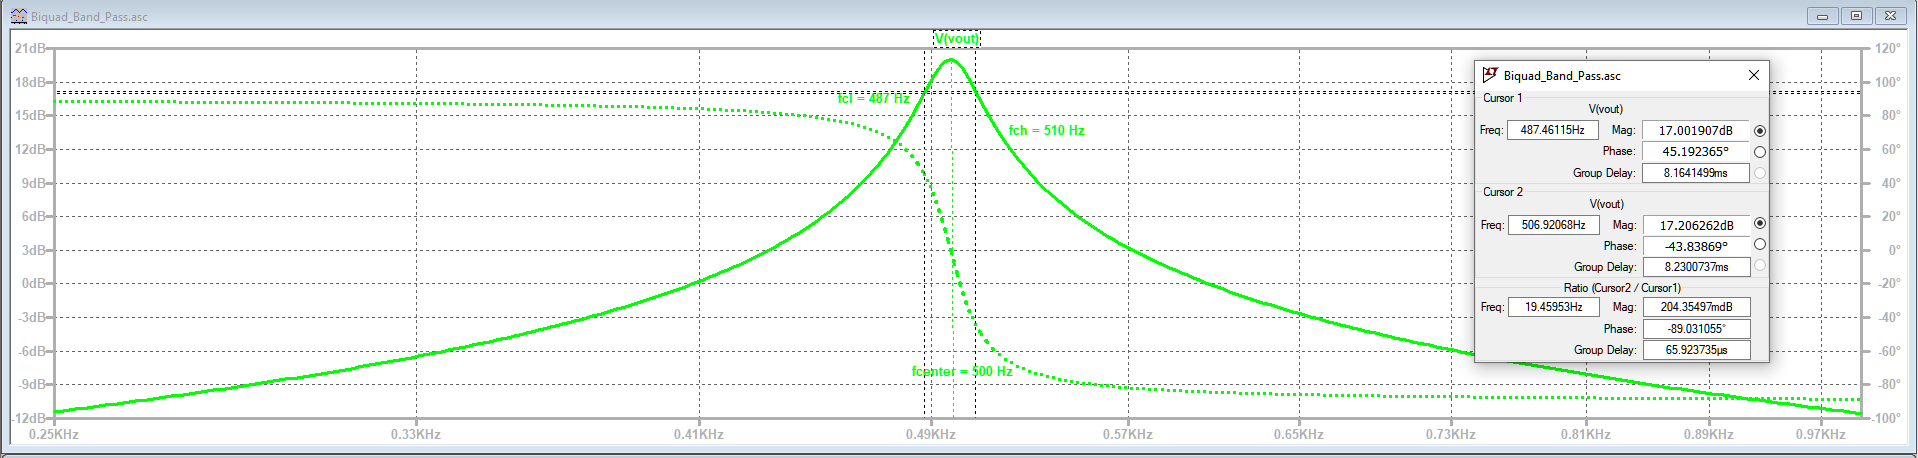 Biquad_Band_Pass.asc
V(vout)
21dB
18dB
15dB
12dB
9dB
6dB
3dB
0dB
-3dB
-6dB
-9dB
-12dB
fcl = 487 Hz
fch = 510 Hz
fcenter = 500 Hz
120°
100°
80°
60°
40°
20°
0°
-20°
-40°
-60°
-80°
-100°
0.25KHz 0.33KHz 0.41KHz 0.49KHz 0.57KHz 0.65KHz 0.73KHz 0.81KHz 0.89KHz 0.97KHz
Biquad_Band_Pass.asc
Cursor 1
V(vout)
Freq: 487.46115Hz Mag: 17.001907dB
Phase: 45.192365°
Group Delay: 8.1641499ms
Cursor 2
V(vout)
Freq: 506.92068Hz Mag: 17.206262dB
Phase: -43.83869°
Group Delay: 8.2300737ms
Ratio (Cursor2 / Cursor1)
Freq: 19.45953Hz Mag: 204.35497mdB
Phase: -89.031055°
Group Delay: 65.923735µs